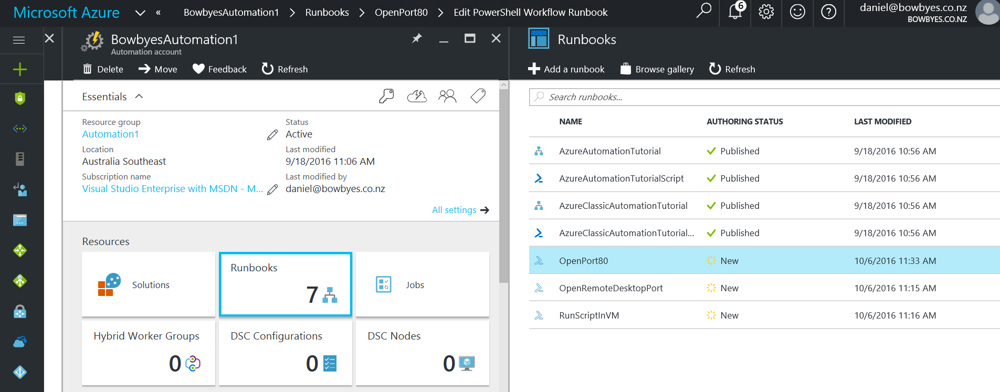 Microsoft Azure « BowbyesAutomation1 > Runbooks > OpenPort80 > Edit PowerShell Workflow Runbook 6 daniel@bowbyes.co.nz
BOWBYES.CO.NZ
BowbyesAutomation1
Automation account
Delete Move Feedback Refresh
Essentials
Resource group
Automation1
Status
Active
Location
Australia Southeast
Last modified
9/18/2016 11:06 AM
Subscription name
Visual Studio Enterprise with MSDN - M...
Last modified by
daniel@bowbyes.co.nz
All settings
Resources
Solutions
Runbooks
7
Jobs
Hybrid Worker Groups
0
DSC Configurations
0
DSC Nodes
0
Runbooks
Add a runbook Browse gallery Refresh
Search runbooks...
NAME AUTHORING STATUS LAST MODIFIED
AzureAutomationTutorial Published 9/18/2016 10:56 AM
AzureAutomationTutorialScript Published 9/18/2016 10:56 AM
AzureClassicAutomationTutorial Published 9/18/2016 10:56 AM
AzureClassicAutomationTutorial... Published 9/18/2016 10:56 AM
OpenPort80 New 10/6/2016 11:33 AM
OpenRemoteDesktopPort New 10/6/2016 11:15 AM
RunScriptInVM New 10/6/2016 11:16 AM